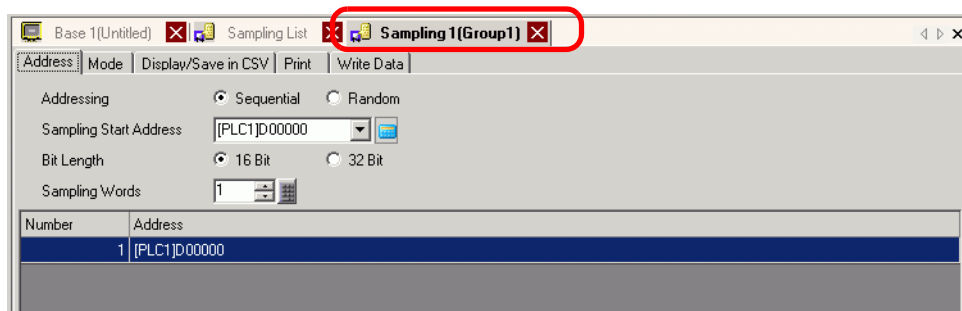 Base 1(Untitled) Sampling List Sampling 1(Group1)
Address Mode Display/Save in CSV Print Write Data
Addressing Sequential Random
Sampling Start Address [PLC1]D00000
Bit Length 16 Bit 32 Bit
Sampling Words 1
Number Address
1 [PLC1]D00000